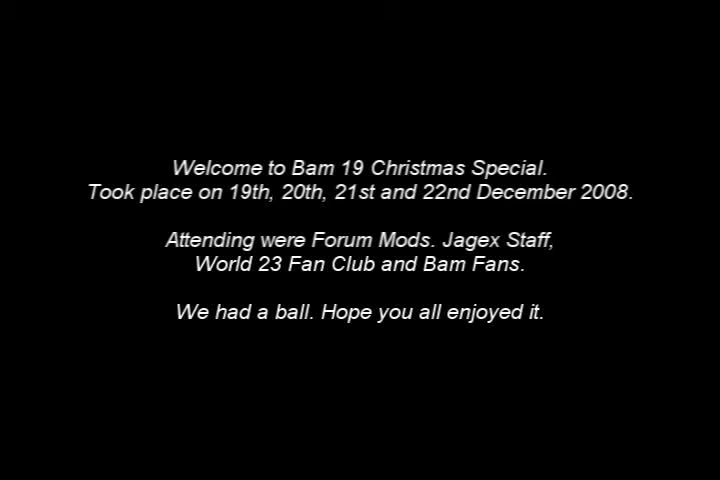 Welcome to Bam 19 Christmas Special.
Took place on 19th, 20th, 21st and 22nd December 2008.
Attending were Forum Mods. Jagex Staff,
World 23 Fan Club and Bam Fans.
We had a ball. Hope you all enjoyed it.